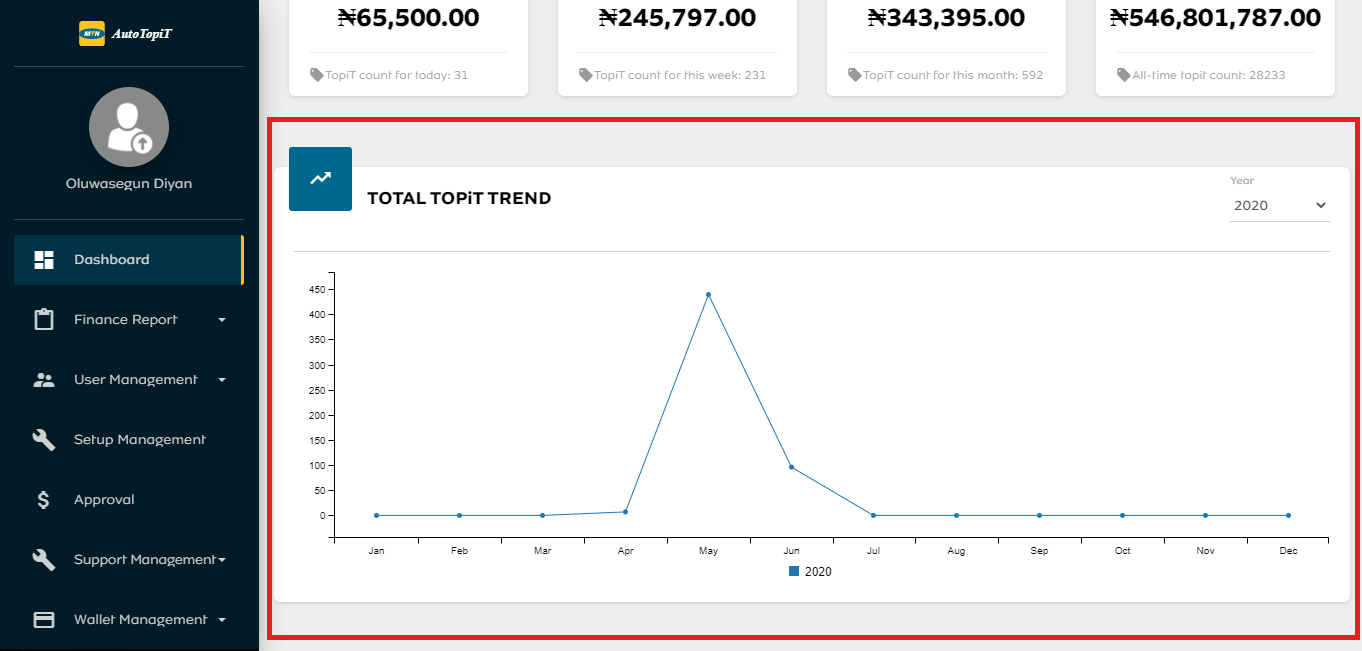 MTN AutoTopiT
₦65,500.00
₦245,797.00
₦343,395.00
₦546,801,787.00
TopiT count for today: 31
TopiT count for this week: 231
TopiT count for this month: 592
All-time topit count: 28233
Oluwasegun Diyan
Dashboard
Finance Report
User Management
Setup Management
Approval
Support Management
Wallet Management
TOTAL TOPiT TREND
Year
2020
450
400
350
300
250
200
150
100
50
0
Jan Feb Mar Apr May Jun Jul Aug Sep Oct Nov Dec
2020